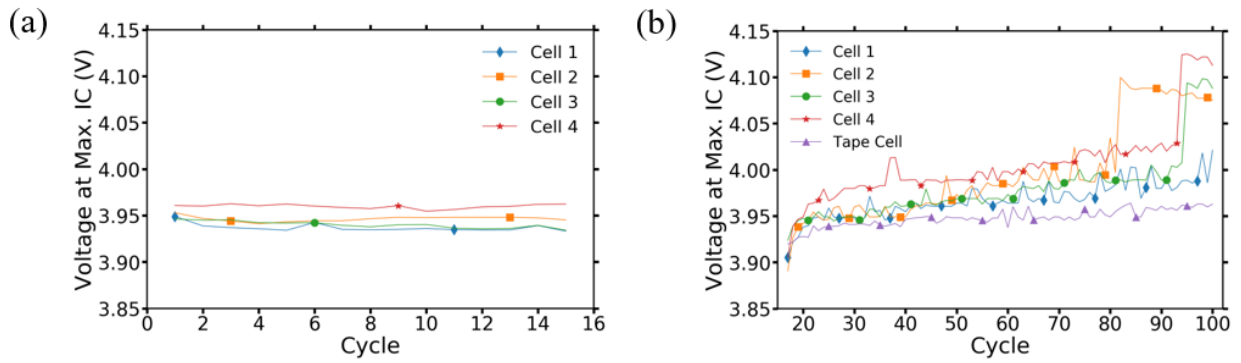 (a)
Voltage at Max. IC (V)
4.15
4.10
4.05
4.00
3.95
3.90
3.85
0 2 4 6 8 10 12 14 16
Cycle
Cell 1
Cell 2
Cell 3
Cell 4
(b)
Voltage at Max. IC (V)
4.15
4.10
4.05
4.00
3.95
3.90
3.85
20 30 40 50 60 70 80 90 100
Cycle
Cell 1
Cell 2
Cell 3
Cell 4
Tape Cell